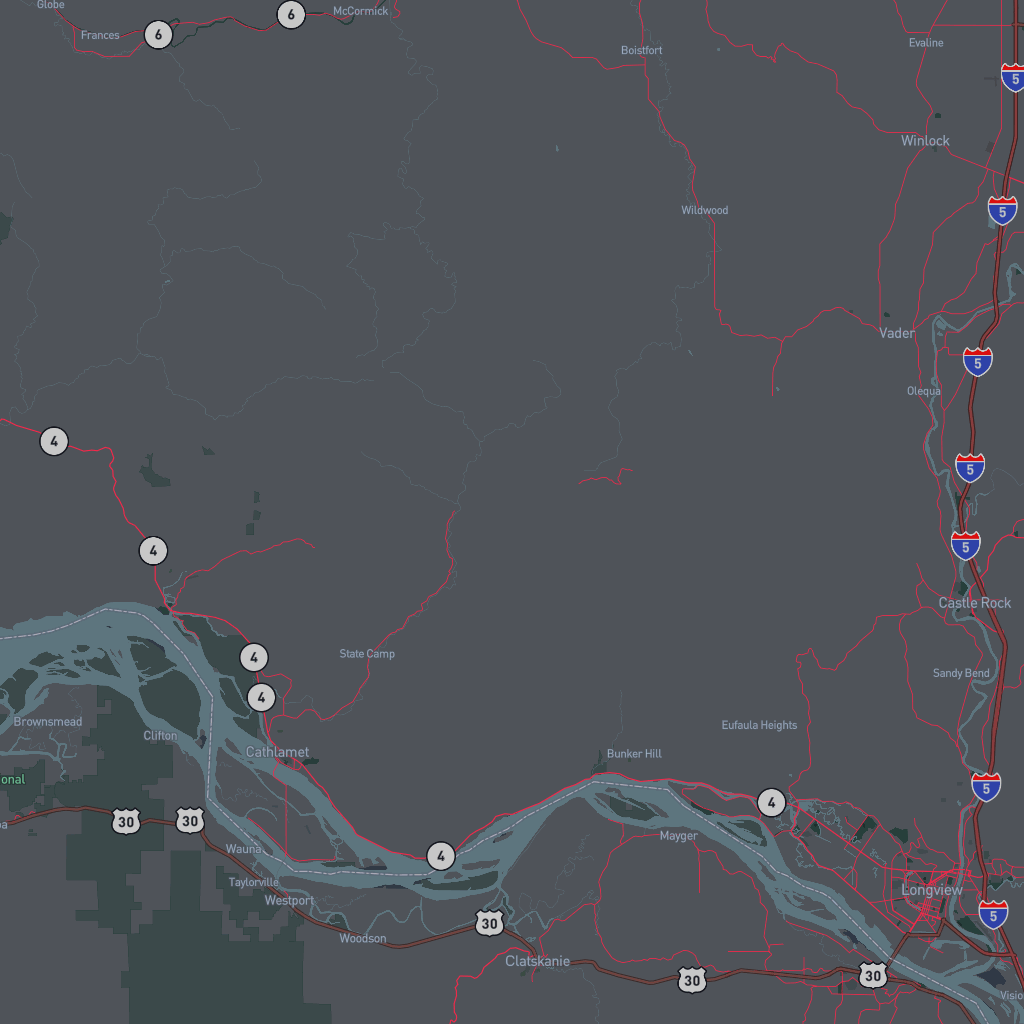 Globe
McCormick
6
6
Frances
Evaline
Boistfort
5
Winlock
Wildwood
5
Vader
5
Olequa
4
5
5
4
Castle Rock
State Camp
4
Sandy Bend
4
Brownsmead
Eufaula Heights
Clifton
Cathlamet
Bunker Hill
onal
5
4
30
30
Mayger
Wauna
4
Taylorville
Longview
Westport
5
30
Woodson
Clatskanie
30
30
Visio